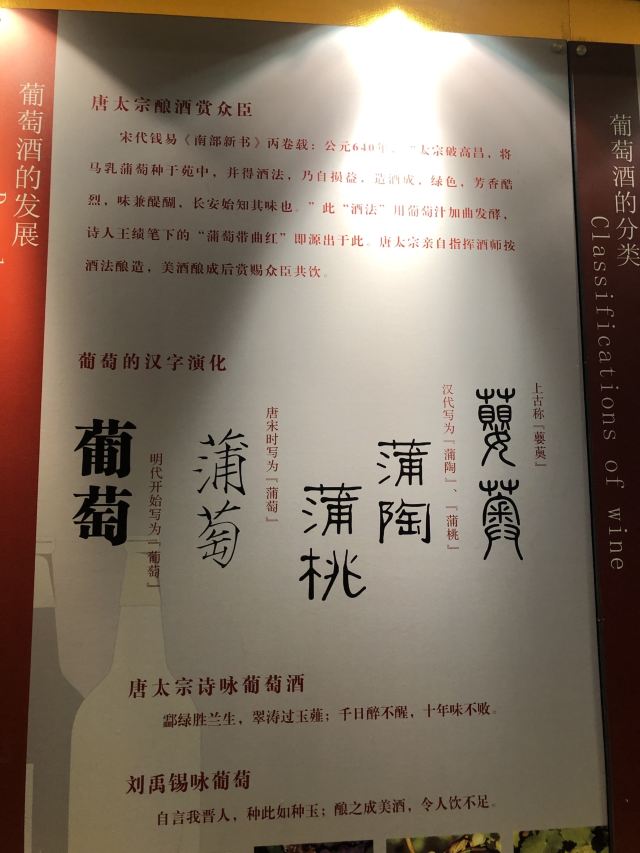 葡萄酒的发展
唐太宗酿酒赏众臣
宋代钱易《南部新书》丙卷载：公元640年，“太宗破高昌，将
马乳蒲萄种于苑中，并得酒法，乃自损益，造酒成，绿色，芳香酷
烈，味兼醍醐，长安始知其味也。”此“酒法”用葡萄汁加曲发酵，
诗人王绩笔下的“蒲萄带曲红”即源出于此。唐太宗亲自指挥酒师按
酒法酿造，美酒酿成后赏赐众臣共饮。
葡萄的汉字演化
上古称『蘡薁』
蘡薁
汉代写为『蒲陶』、『蒲桃』
蒲陶
蒲桃
唐宋时写为『蒲萄』
蒲萄
明代开始写为『葡萄』
葡萄
唐太宗诗咏葡萄酒
酃绿胜兰生，翠涛过玉薤；千日醉不醒，十年味不败。
刘禹锡咏葡萄
自言我晋人，种此如种玉；酿之成美酒，令人饮不足。
葡萄酒的分类
Classifications of wine